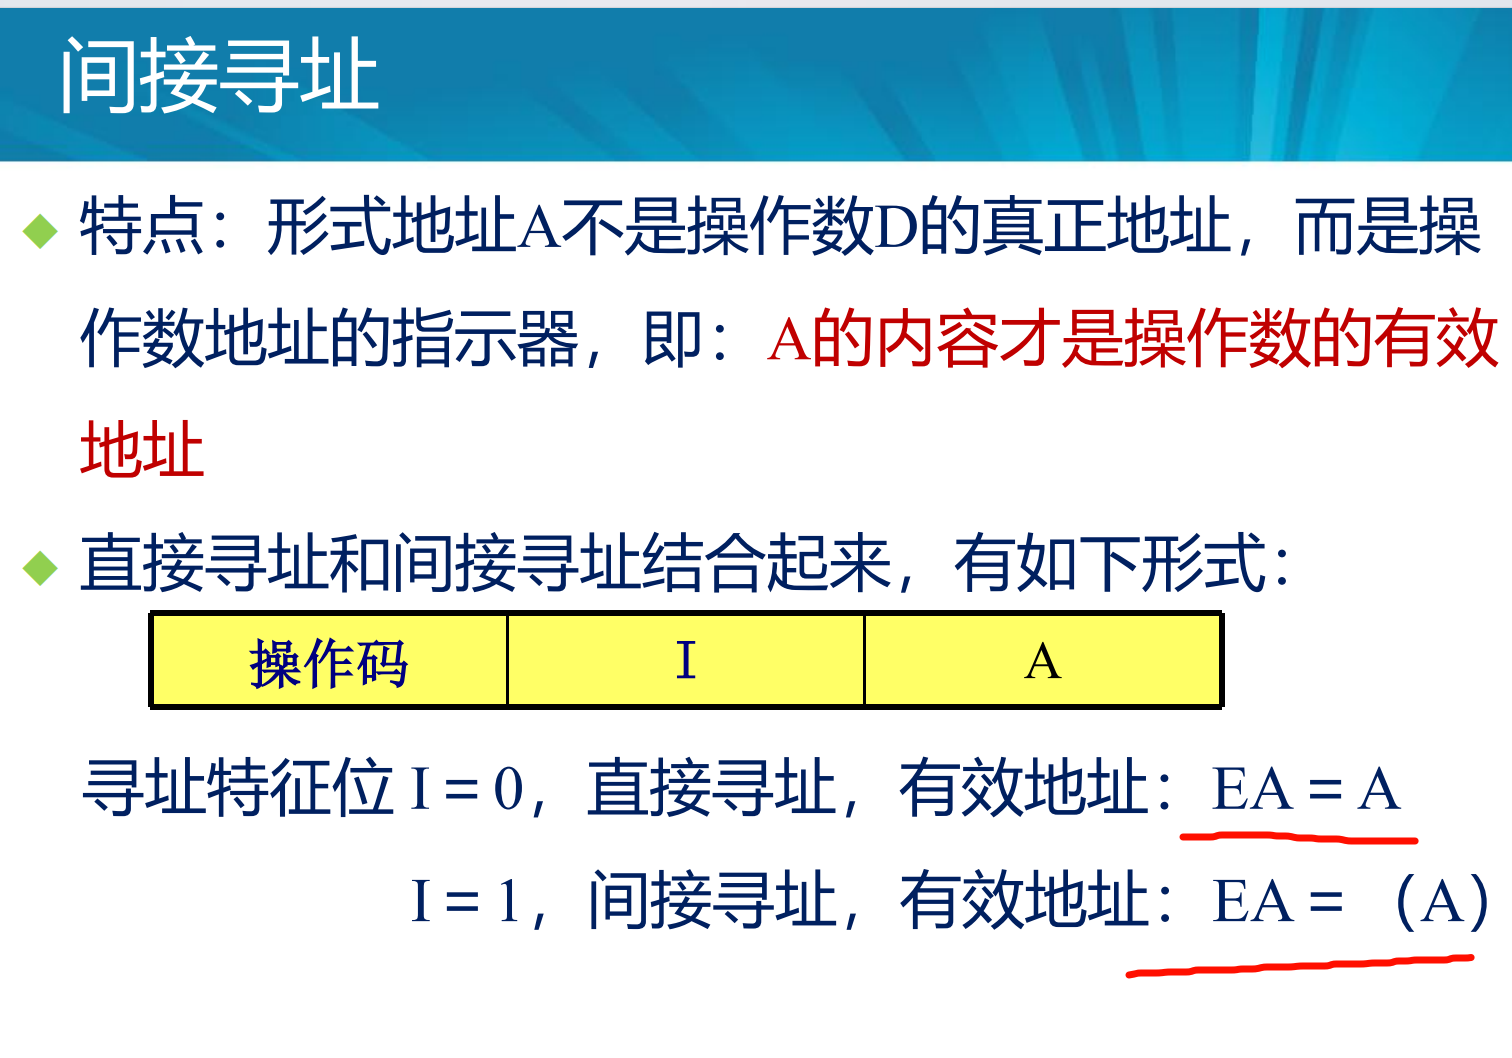 间接寻址
特点：形式地址A不是操作数D的真正地址，而是操
作数地址的指示器，即：A的内容才是操作数的有效
地址
直接寻址和间接寻址结合起来，有如下形式：
操作码 I A
寻址特征位 I = 0，直接寻址，有效地址：EA = A
I = 1，间接寻址，有效地址：EA = （A）